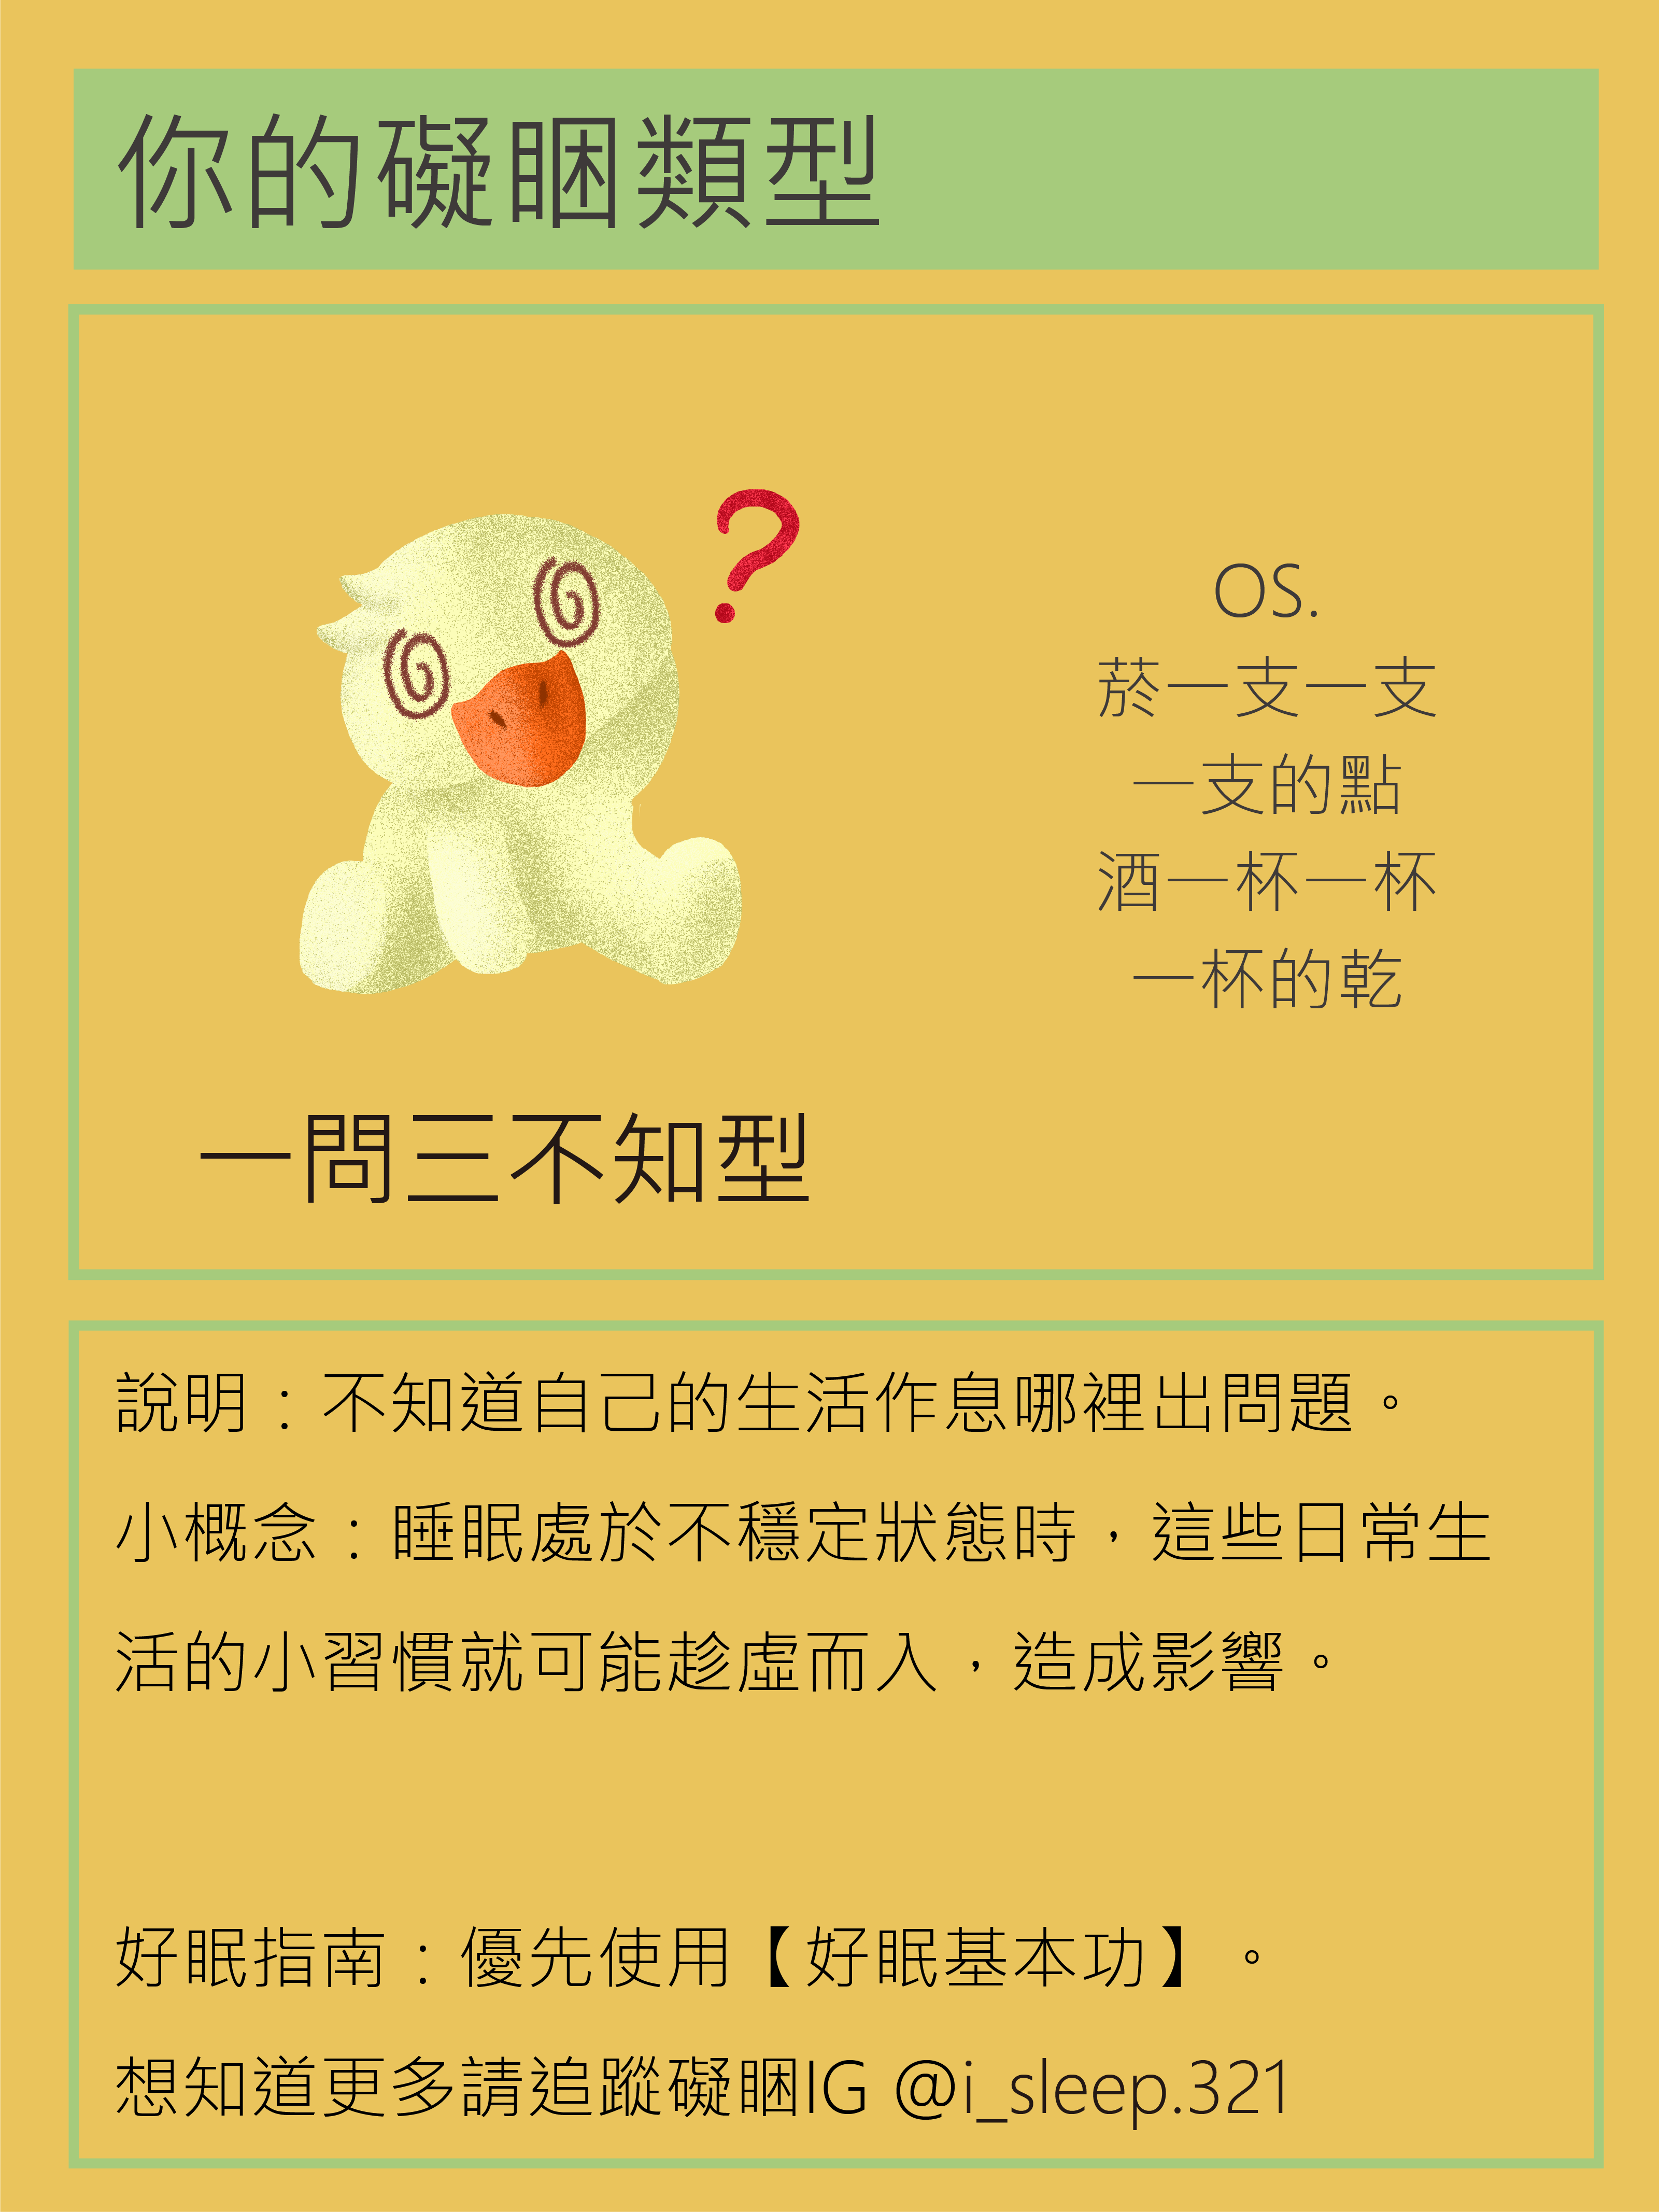 你的礙睏類型
?
OS.
菸一支一支
一支的點
酒一杯一杯
一杯的乾
一問三不知型
說明：不知道自己的生活作息哪裡出問題。
小概念：睡眠處於不穩定狀態時，這些日常生
活的小習慣就可能趁虛而入，造成影響。
好眠指南：優先使用【好眠基本功】。
想知道更多請追蹤礙睏IG @i_sleep.321